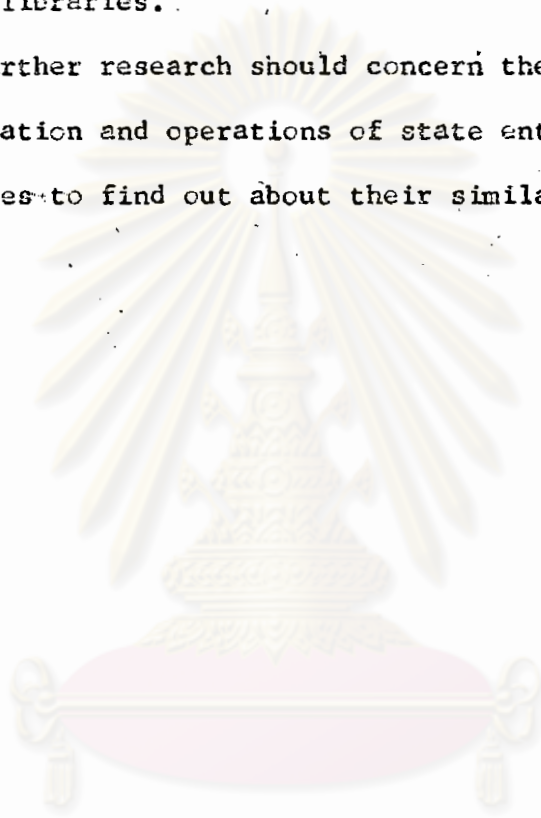 libraries.
rther research should concern the
ation and operations of state ent
es to find out about their simila